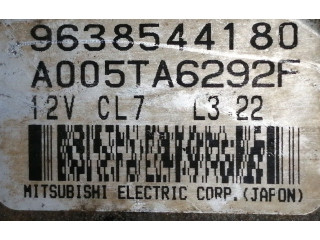 9638544180
A005TA6292F
12V CL7 L3 22
MITSUBISHI ELECTRIC CORP.(JAPON)